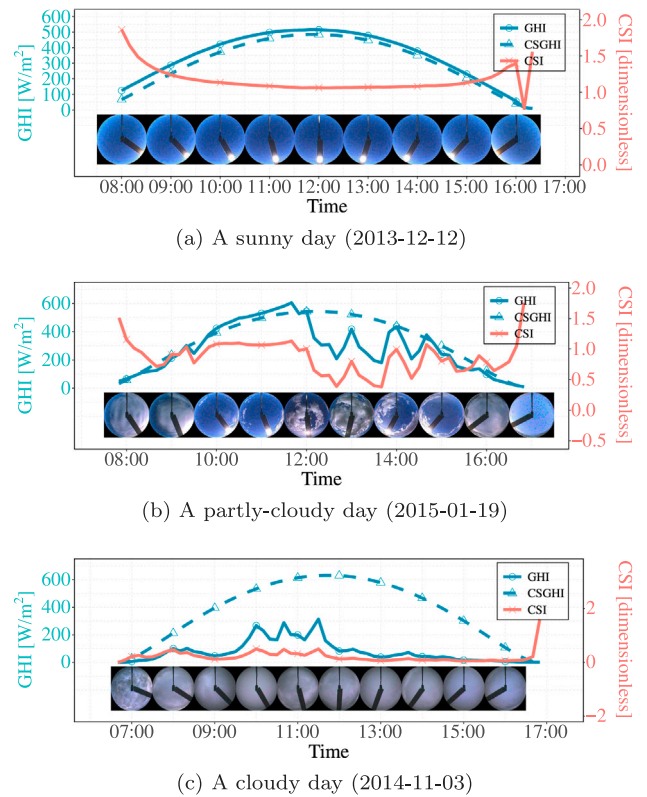 GHI [W/m²]
600
500
400
300
200
100
0
GHI
CSGHI
CSI
2.0
1.5
1.0
0.5
0.0
CSI [dimensionless]
08:00 09:00 10:00 11:00 12:00 13:00 14:00 15:00 16:00 17:00
Time
(a) A sunny day (2013-12-12)
GHI [W/m²]
600
400
200
0
GHI
CSGHI
CSI
2.0
1.5
1.0
0.5
0.0
−0.5
CSI [dimensionless]
08:00 10:00 12:00 14:00 16:00
Time
(b) A partly-cloudy day (2015-01-19)
GHI [W/m²]
600
400
200
0
GHI
CSGHI
CSI
2
0
−2
CSI [dimensionless]
07:00 09:00 11:00 13:00 15:00 17:00
Time
(c) A cloudy day (2014-11-03)